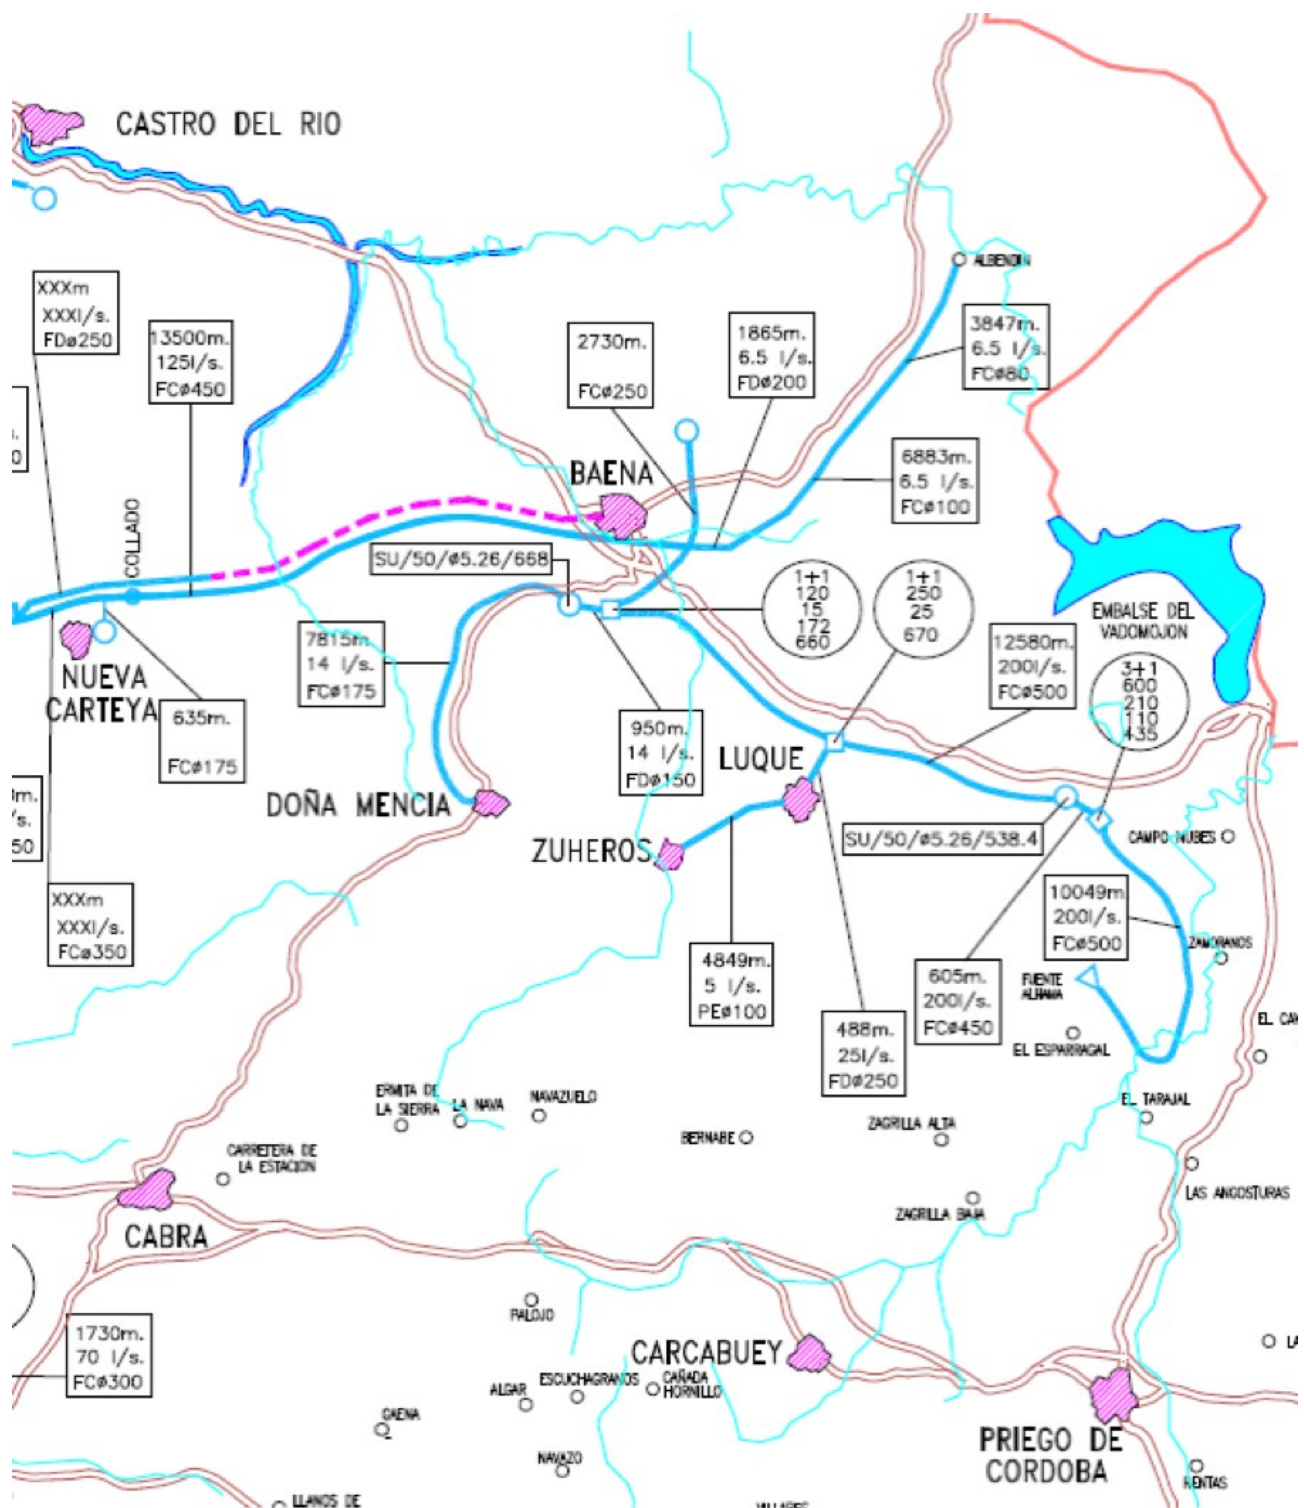 CASTRO DEL RIO
ALBENDIN
XXXm
XXXl/s.
FDø250
13500m.
125l/s.
FCø450
2730m.
FCø250
1865m.
6.5 l/s.
FDø200
3847m.
6.5 l/s.
FCø80
BAENA
6883m.
6.5 l/s.
FCø100
COLLADO
SU/50/ø5.26/668
1+1
120
15
172
660
1+1
250
25
670
EMBALSE DEL
VADOMOJON
12580m.
200l/s.
FCø500
3+1
600
210
110
435
NUEVA
CARTEYA
635m.
FCø175
7815m.
14 l/s.
FCø175
950m.
14 l/s.
FDø150
LUQUE
DOÑA MENCIA
ZUHEROS
SU/50/ø5.26/538.4
CAMPO NUBES
XXXm
XXXl/s.
FCø350
10049m.
200l/s.
FCø500
ZAMORANOS
4849m.
5 l/s.
PEø100
605m.
200l/s.
FCø450
FUENTE
ALHAMA
488m.
25l/s.
FDø250
EL ESPARRAGAL
EL CA
ERMITA DE
LA SIERRA
LA NAVA
NAVAZUELO
EL TARAJAL
BERNABE
ZAGRILLA ALTA
CARRETERA DE
LA ESTACION
LAS ANGOSTURAS
ZAGRILLA BAJA
CABRA
PALOJO
1730m.
70 l/s.
FCø300
CARCABUEY
LA
ESCUCHAGRANOS
CAÑADA
HORNILLO
ALGAR
GAENA
PRIEGO DE
CORDOBA
NAVAZO
LLANOS DE